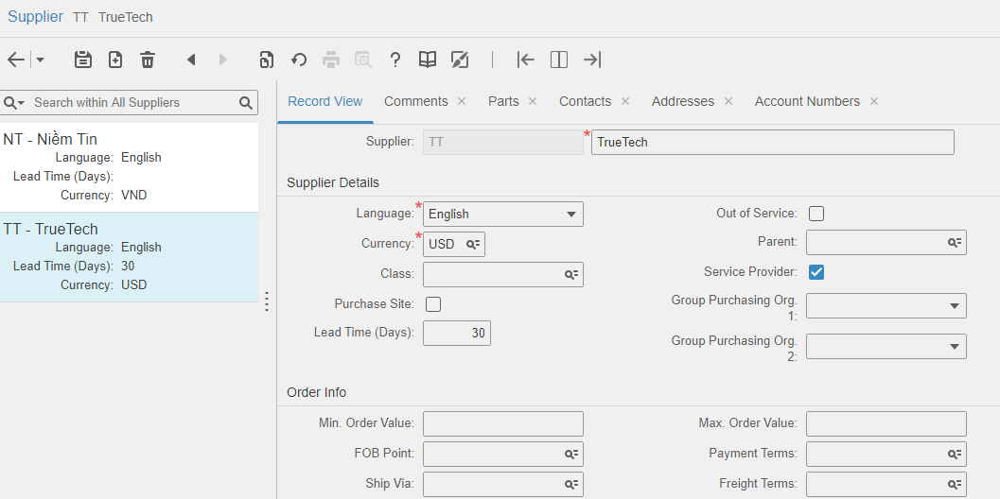 Supplier TT TrueTech
Search within All Suppliers
NT - Niềm Tin
Language: English
Lead Time (Days):
Currency: VND
TT - TrueTech
Language: English
Lead Time (Days): 30
Currency: USD
Record View Comments × Parts × Contacts × Addresses × Account Numbers ×
Supplier: TT * TrueTech
Supplier Details
Language: * English
Out of Service:
Currency: * USD
Parent:
Class:
Service Provider:
Purchase Site:
Group Purchasing Org.
1:
Lead Time (Days): 30
Group Purchasing Org.
2:
Order Info
Min. Order Value:
Max. Order Value:
FOB Point:
Payment Terms:
Ship Via:
Freight Terms: